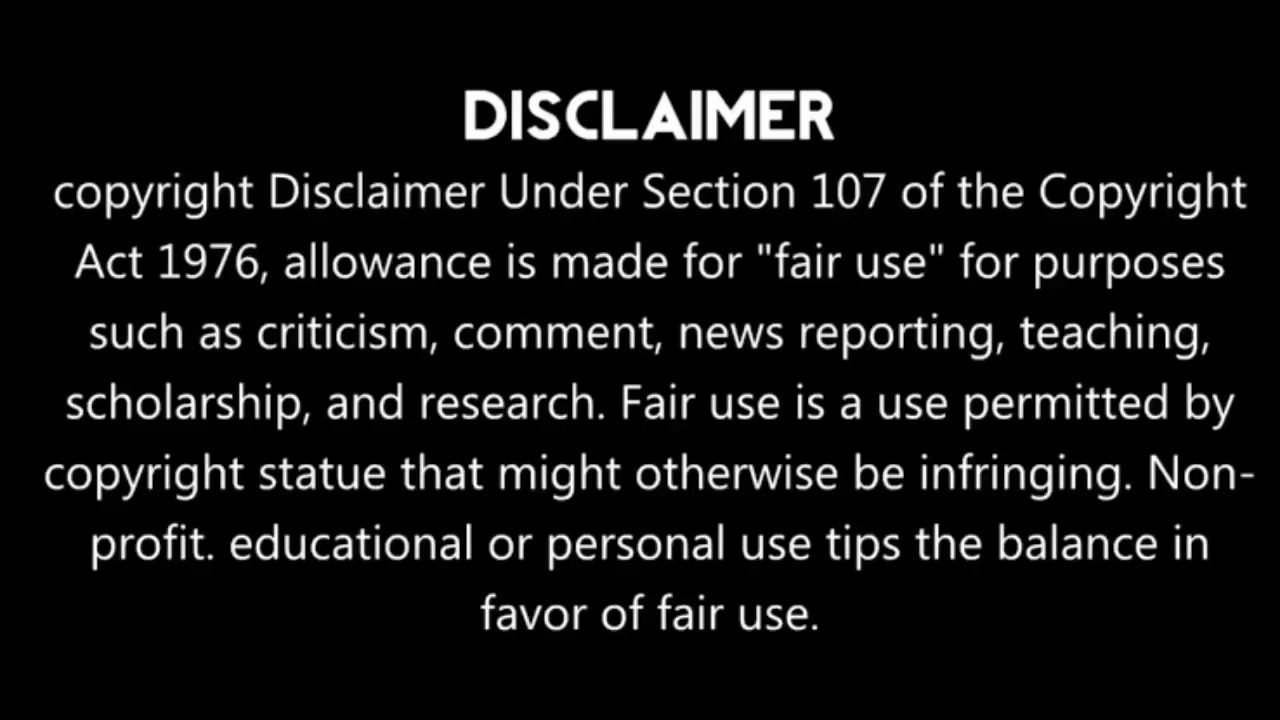 DISCLAIMER
copyright Disclaimer Under Section 107 of the Copyright
Act 1976, allowance is made for "fair use" for purposes
such as criticism, comment, news reporting, teaching,
scholarship, and research. Fair use is a use permitted by
copyright statue that might otherwise be infringing. Non-
profit. educational or personal use tips the balance in
favor of fair use.